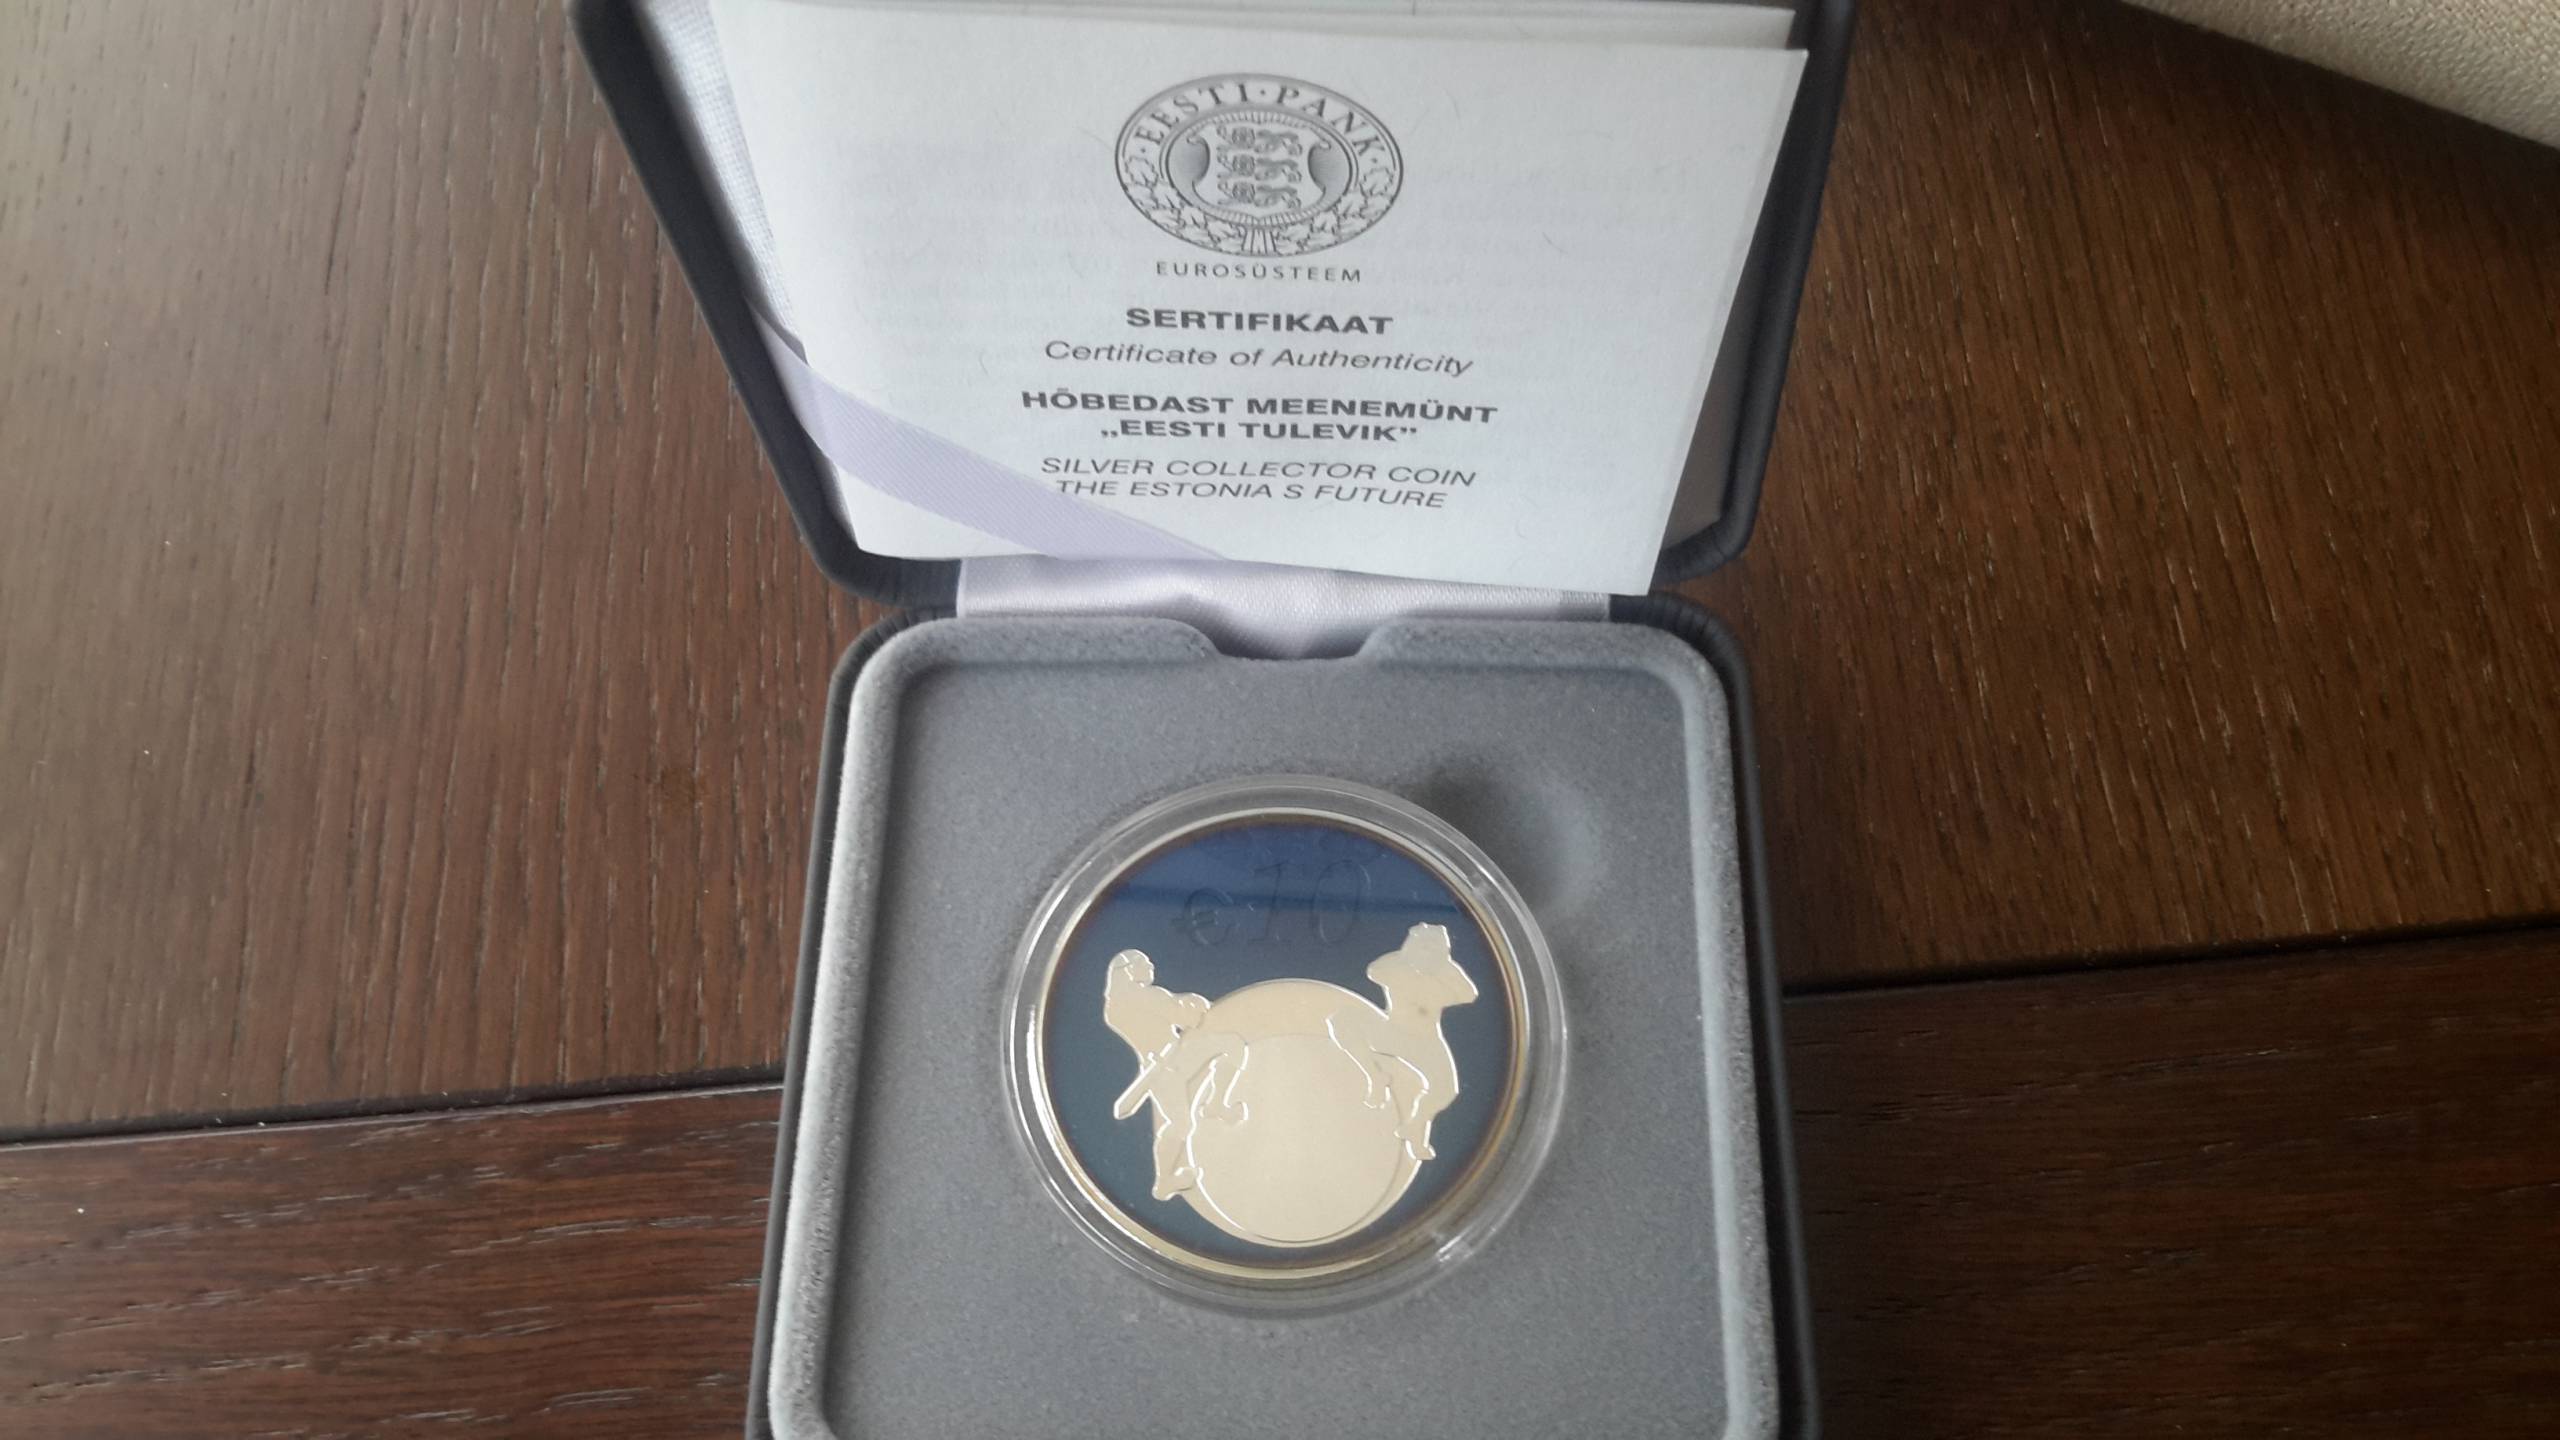 ·EESTI·PANK·
EUROSÜSTEEM
SERTIFIKAAT
Certificate of Authenticity
HÕBEDAST MEENEMÜNT
„EESTI TULEVIK”
SILVER COLLECTOR COIN
THE ESTONIA S FUTURE
€10